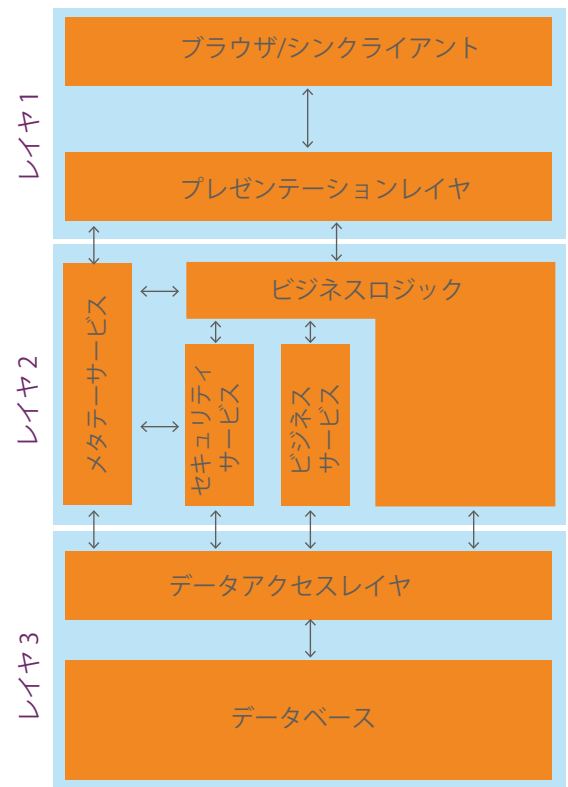 レイヤ 1
ブラウザ/シンクライアント
プレゼンテーションレイヤ
レイヤ 2
メタデーサービス
ビジネスロジック
セキュリティ
サービス
ビジネス
サービス
レイヤ 3
データアクセスレイヤ
データベース